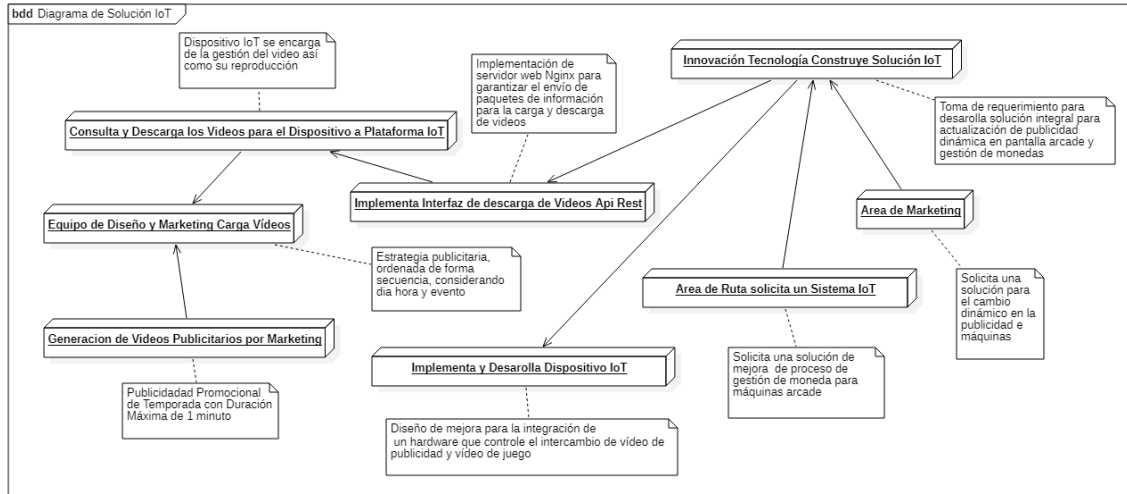 bdd Diagrama de Solución IoT
Dispositivo IoT se encarga
de la gestión del video así
como su reproducción
Implementación de
servidor web Nginx para
garantizar el envío de
paquetes de información
para la carga y descarga
de videos
Innovación Tecnología Construye Solución IoT
Toma de requerimiento para
desarolla solución integral para
actualización de publicidad
dinámica en pantalla arcade y
gestión de monedas
Consulta y Descarga los Videos para el Dispositivo a Plataforma IoT
Implementa Interfaz de descarga de Videos Api Rest
Area de Marketing
Equipo de Diseño y Marketing Carga Vídeos
Estrategia publicitaria,
ordenada de forma
secuencia, considerando
dia hora y evento
Area de Ruta solicita un Sistema IoT
Solicita una
solución para
el cambio
dinámico en la
publicidad e
máquinas
Generacion de Videos Publicitarios por Marketing
Implementa y Desarolla Dispositivo IoT
Solicita una solución de
mejora de proceso de
gestión de moneda para
máquinas arcade
Publicidadad Promocional
de Temporada con Duración
Máxima de 1 minuto
Diseño de mejora para la integración de
un hardware que controle el intercambio de vídeo de
publicidad y vídeo de juego